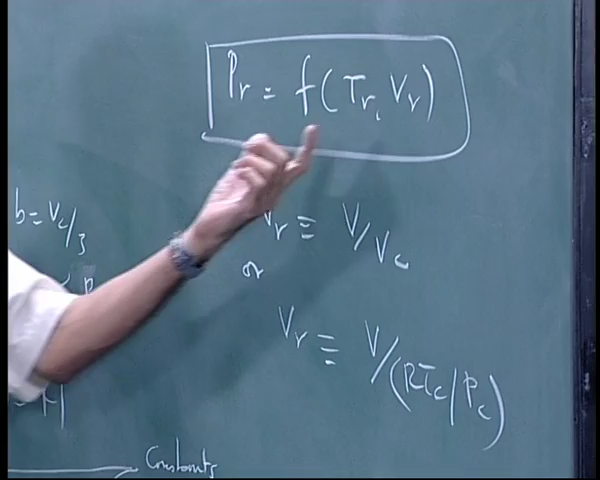 Pr = f(Tr, Vr)
b = Vc/3
Vr ≡ V/Vc
or
Vr ≡ V/(RTc/Pc)
Constants